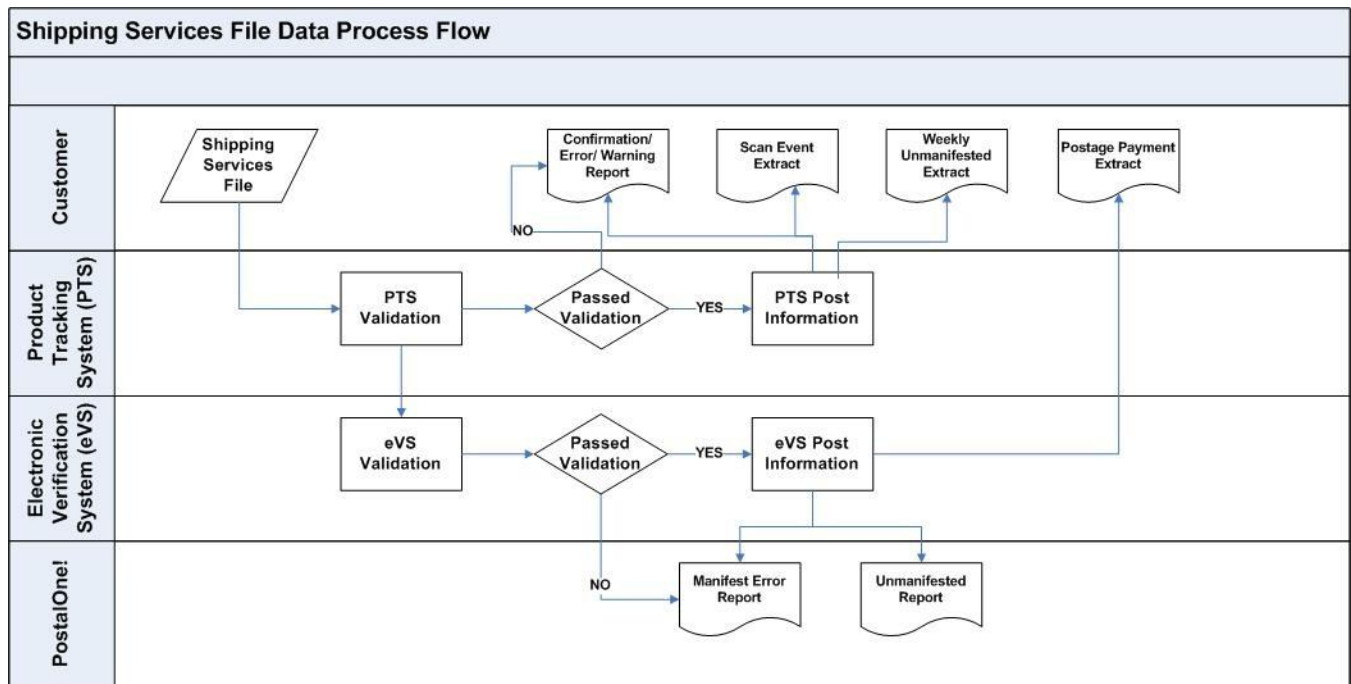 Shipping Services File Data Process Flow
Customer
Shipping
Services
File
Confirmation/
Error/ Warning
Report
Scan Event
Extract
Weekly
Unmanifested
Extract
Postage Payment
Extract
NO
Product
Tracking
System (PTS)
PTS
Validation
Passed
Validation
YES
PTS Post
Information
Electronic
Verification
System (eVS)
eVS
Validation
Passed
Validation
YES
eVS Post
Information
PostalOne!
NO
Manifest Error
Report
Unmanifested
Report